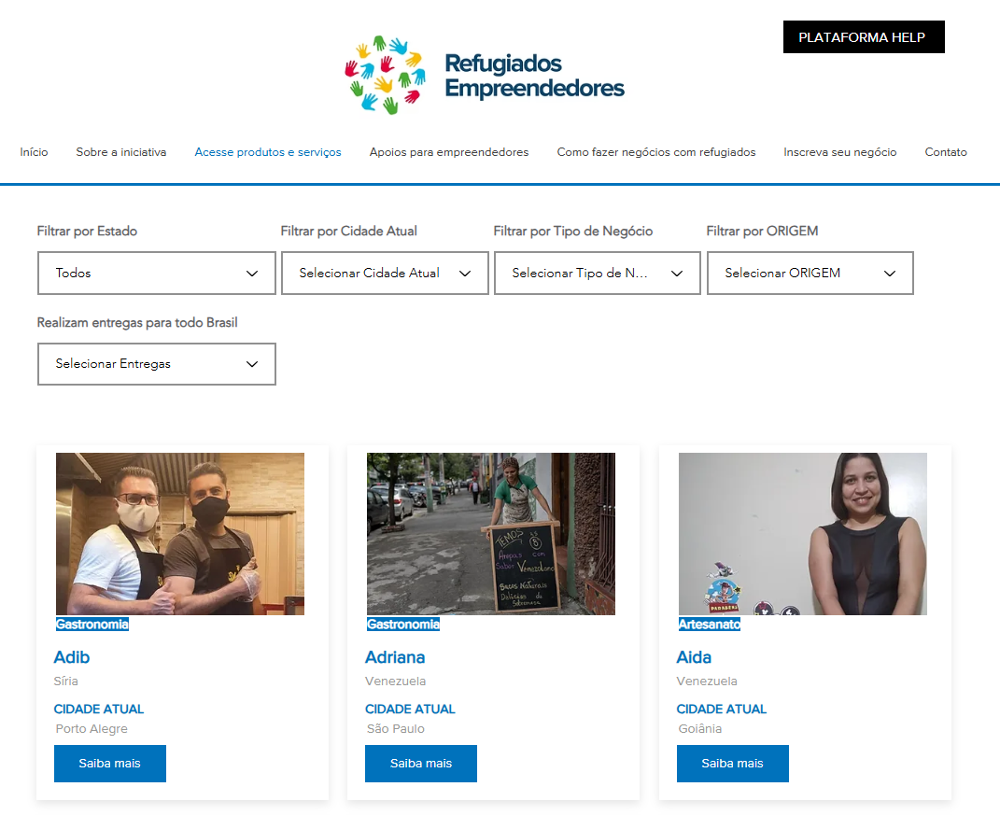 PLATAFORMA HELP
Refugiados
Empreendedores
Início Sobre a iniciativa Acesse produtos e serviços Apoios para empreendedores Como fazer negócios com refugiados Inscreva seu negócio Contato
Filtrar por Estado Filtrar por Cidade Atual Filtrar por Tipo de Negócio Filtrar por ORIGEM
Todos Selecionar Cidade Atual Selecionar Tipo de N... Selecionar ORIGEM
Realizam entregas para todo Brasil
Selecionar Entregas
TEMOS
R$ 5
Arepas con
Sabor Venezolano
Sucos Naturais
Delicias de
PARABÉNS
Gastronomia Gastronomia Artesanato
Adib Adriana Aida
Síria Venezuela Venezuela
CIDADE ATUAL CIDADE ATUAL CIDADE ATUAL
Porto Alegre São Paulo Goiânia
Saiba mais Saiba mais Saiba mais